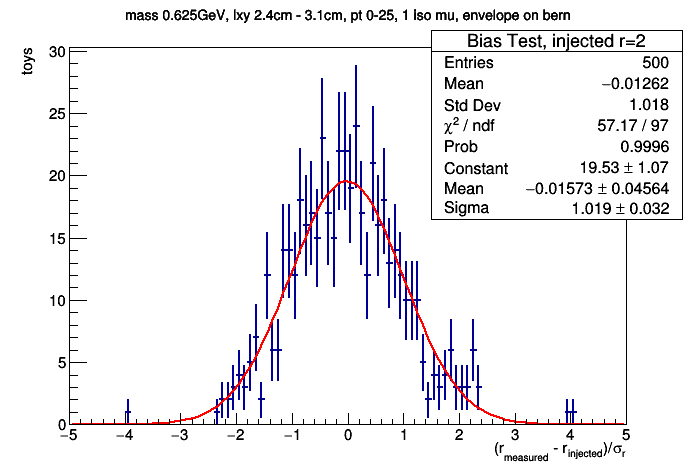 mass 0.625GeV, lxy 2.4cm - 3.1cm, pt 0-25, 1 Iso mu, envelope on bern
Bias Test, injected r=2
Entries 500
Mean −0.01262
Std Dev 1.018
χ² / ndf 57.17 / 97
Prob 0.9996
Constant 19.53 ± 1.07
Mean −0.01573 ± 0.04564
Sigma 1.019 ± 0.032
toys
30
25
20
15
10
5
0
−5 −4 −3 −2 −1 0 1 2 3 4 5
(r_measured - r_injected)/σ_r